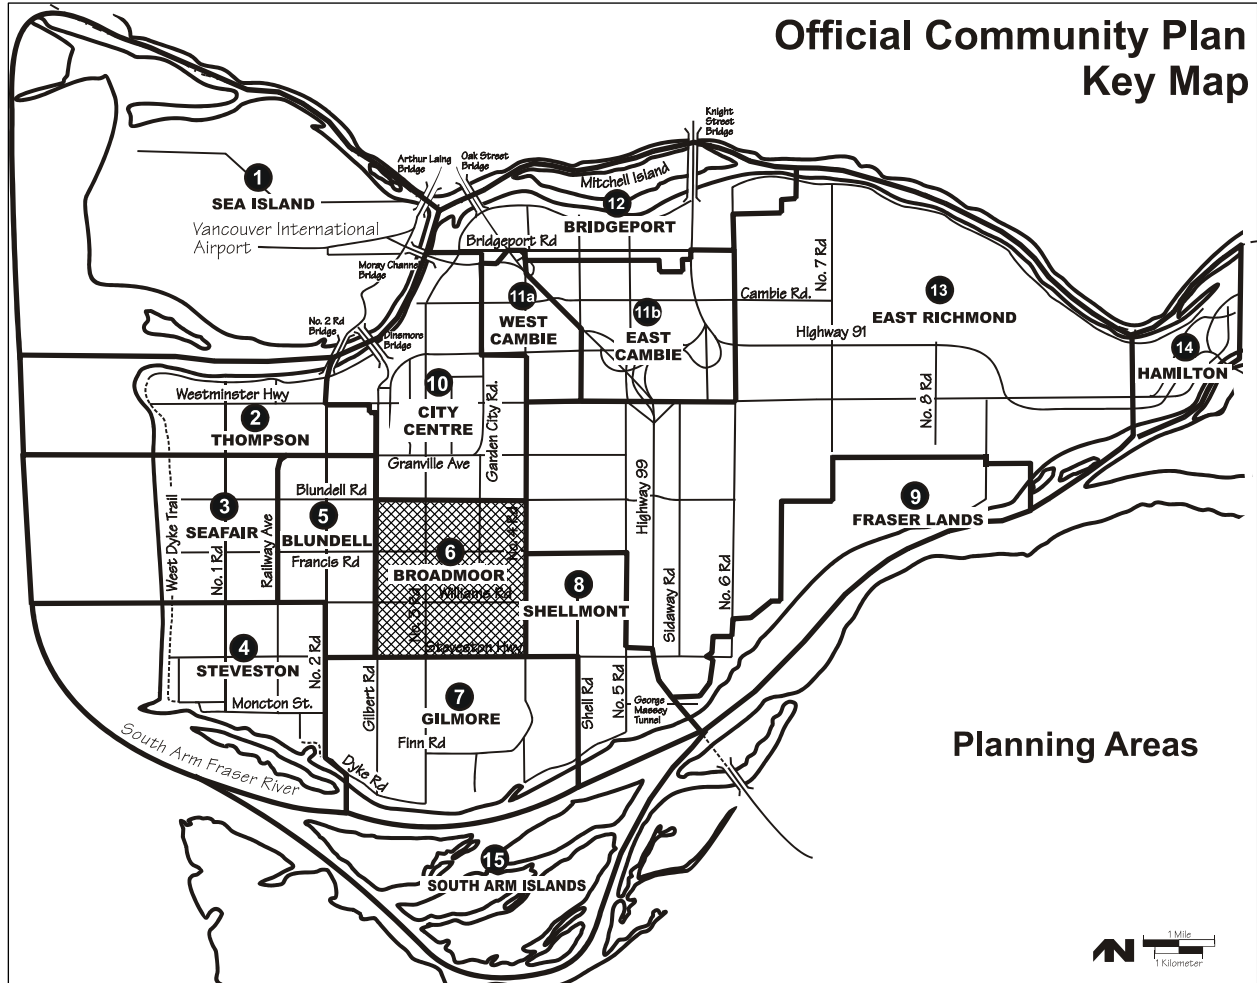 Official Community Plan
Key Map
Knight
Street
Bridge
Arthur Laing
Bridge
Oak Street
Bridge
Mitchell Island
1
SEA ISLAND
12
BRIDGEPORT
Vancouver International
Airport
Bridgeport Rd
No. 7 Rd
Moray Channel
Bridge
11a
WEST
CAMBIE
11b
EAST
CAMBIE
Cambie Rd.
13
EAST RICHMOND
Highway 91
No. 2 Rd
Bridge
Dinsmore
Bridge
14
HAMILTON
10
CITY
CENTRE
Westminster Hwy
2
THOMPSON
Garden City Rd.
No. 8 Rd
Granville Ave
Blundell Rd
West Dyke Trail
3
SEAFAIR
No. 1 Rd
Railway Ave
5
BLUNDELL
Francis Rd
No. 4 Rd
6
BROADMOOR
Williams Rd
No. 3 Rd
Steveston Hwy
Highway 99
9
FRASER LANDS
8
SHELLMONT
Sidaway Rd
No. 6 Rd
4
STEVESTON
No. 2 Rd
Moncton St.
Gilbert Rd
7
GILMORE
Finn Rd
Shell Rd
No. 5 Rd
George
Massey
Tunnel
Dyke Rd
South Arm Fraser River
Planning Areas
15
SOUTH ARM ISLANDS
N
1 Mile
1 Kilometer